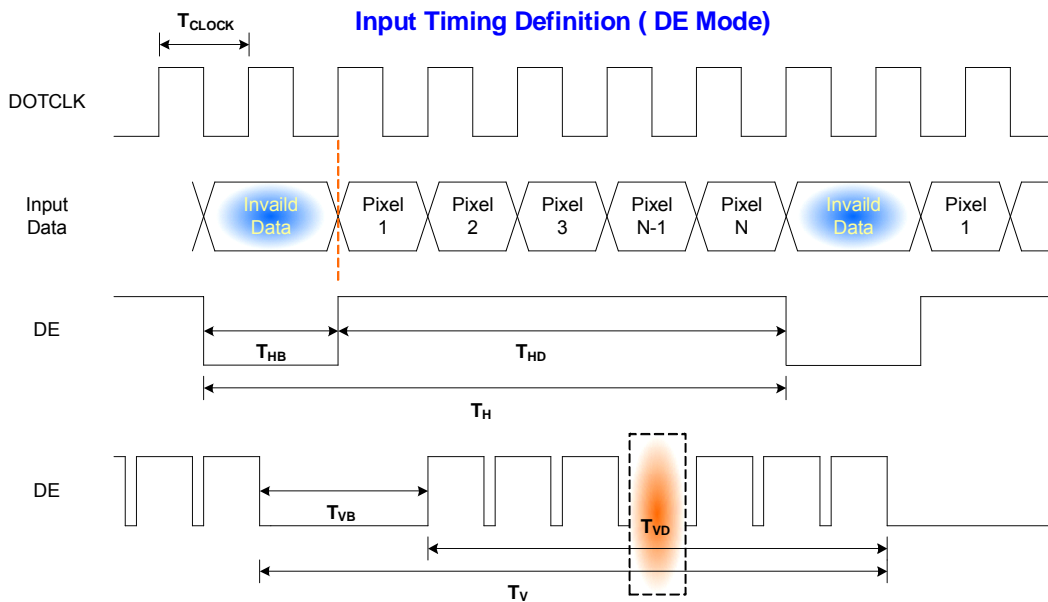 Input Timing Definition ( DE Mode)
TCLOCK
DOTCLK
Input
Data
Invaild
Data
Pixel
1
Pixel
2
Pixel
3
Pixel
N-1
Pixel
N
Invaild
Data
Pixel
1
DE
THB
THD
TH
DE
TVB
TVD
TV